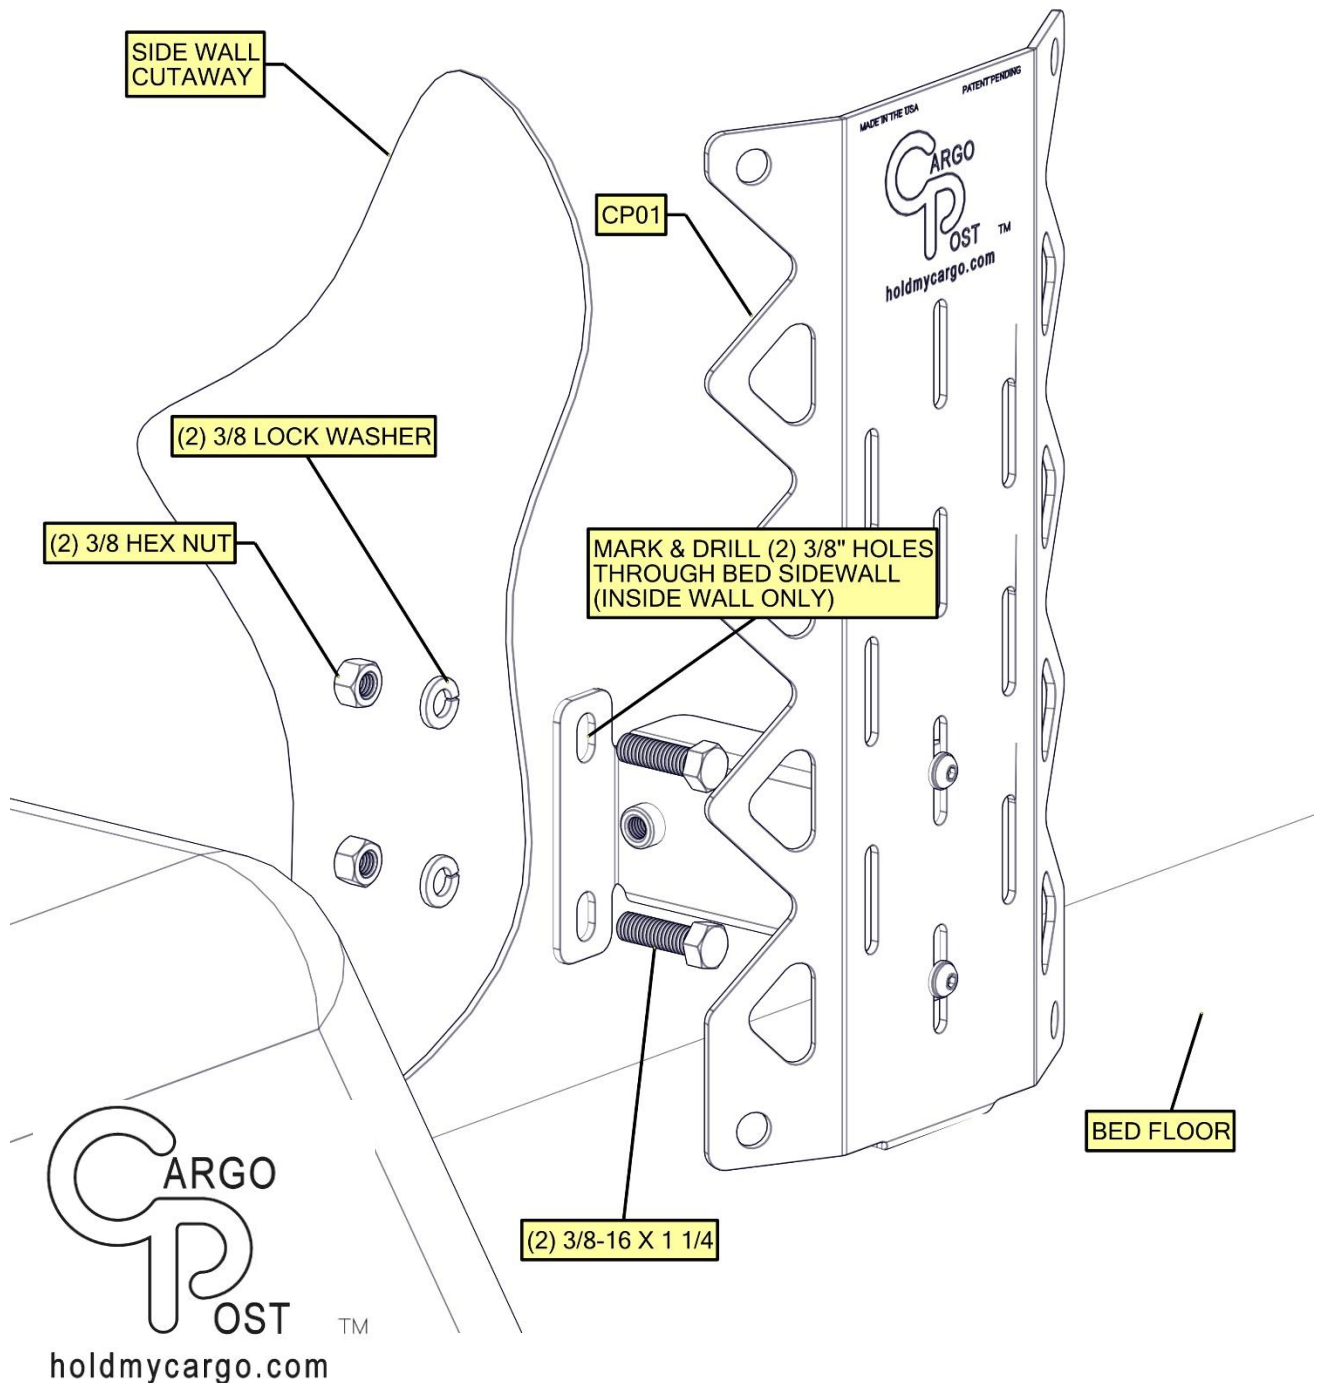 SIDE WALL
CUTAWAY
MADE IN THE USA
PATENT PENDING
CARGO
POST TM
holdmycargo.com
CP01
(2) 3/8 LOCK WASHER
(2) 3/8 HEX NUT
MARK & DRILL (2) 3/8" HOLES
THROUGH BED SIDEWALL
(INSIDE WALL ONLY)
BED FLOOR
(2) 3/8-16 X 1 1/4
CARGO
POST TM
holdmycargo.com